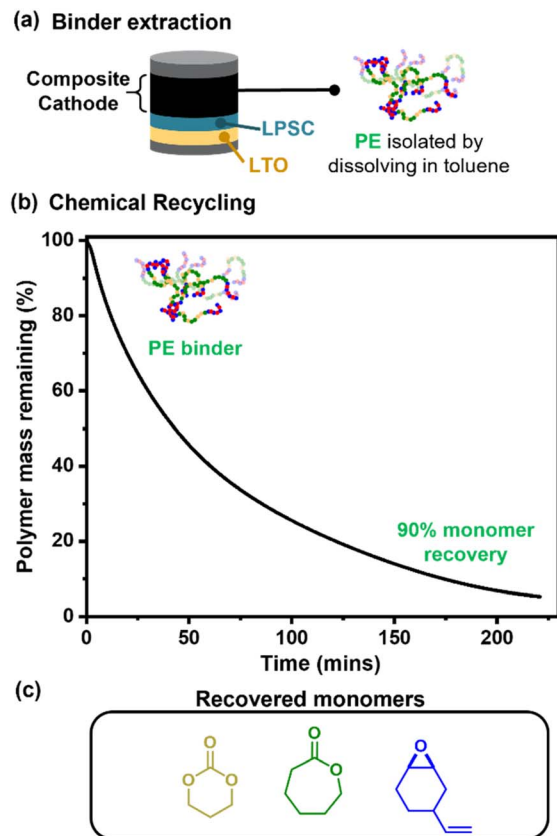 (a) Binder extraction
Composite
Cathode
LPSC
LTO
PE isolated by
dissolving in toluene
(b) Chemical Recycling
Polymer mass remaining (%)
100
80
60
40
20
0
PE binder
90% monomer
recovery
0
50
100
150
200
Time (mins)
(c)
Recovered monomers
O
O
O
O
O
O